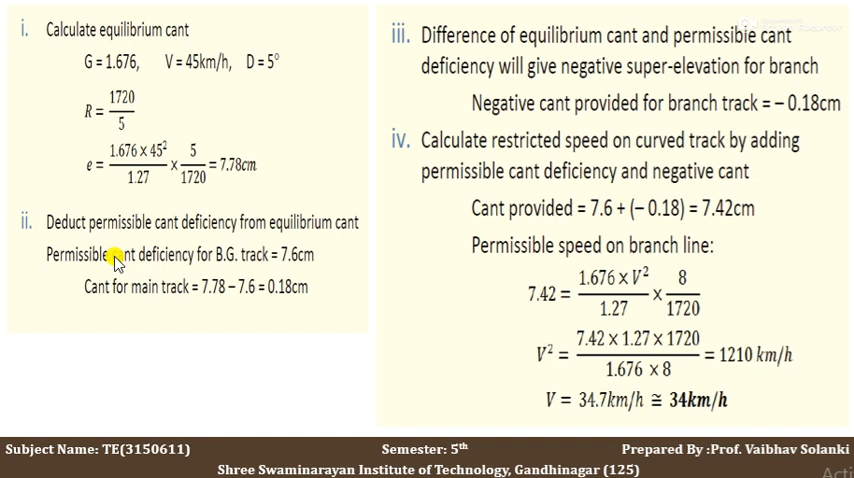 i. Calculate equilibrium cant
G = 1.676, V = 45km/h, D = 5°
R = 1720 / 5
e = 1.676 × 45² / 1.27 × 5 / 1720 = 7.78cm
ii. Deduct permissible cant deficiency from equilibrium cant
Permissible cant deficiency for B.G. track = 7.6cm
Cant for main track = 7.78 – 7.6 = 0.18cm
iii. Difference of equilibrium cant and permissible cant
deficiency will give negative super-elevation for branch
Negative cant provided for branch track = – 0.18cm
iv. Calculate restricted speed on curved track by adding
permissible cant deficiency and negative cant
Cant provided = 7.6 + (– 0.18) = 7.42cm
Permissible speed on branch line:
7.42 = 1.676 × V² / 1.27 × 8 / 1720
V² = 7.42 × 1.27 × 1720 / 1.676 × 8 = 1210 km/h
V = 34.7km/h ≅ 34km/h
Subject Name: TE(3150611) Semester: 5th Prepared By :Prof. Vaibhav Solanki
Shree Swaminarayan Institute of Technology, Gandhinagar (125)
Acti